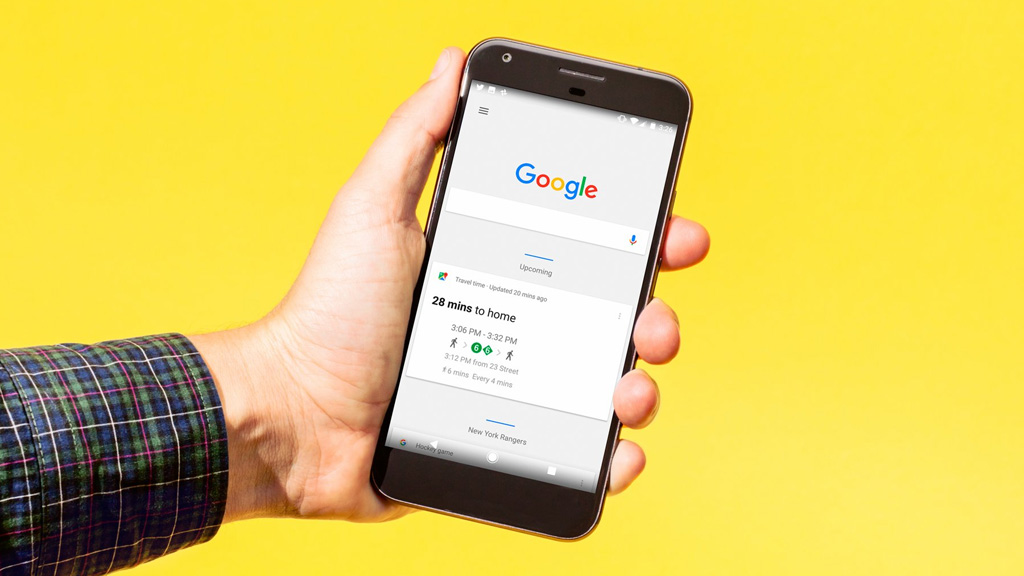 Google
Upcoming
Travel time · Updated 20 mins ago
28 mins to home
3:06 PM - 3:32 PM
6 6
3:12 PM from 23 Street
6 mins Every 4 mins
New York Rangers
Hockey game